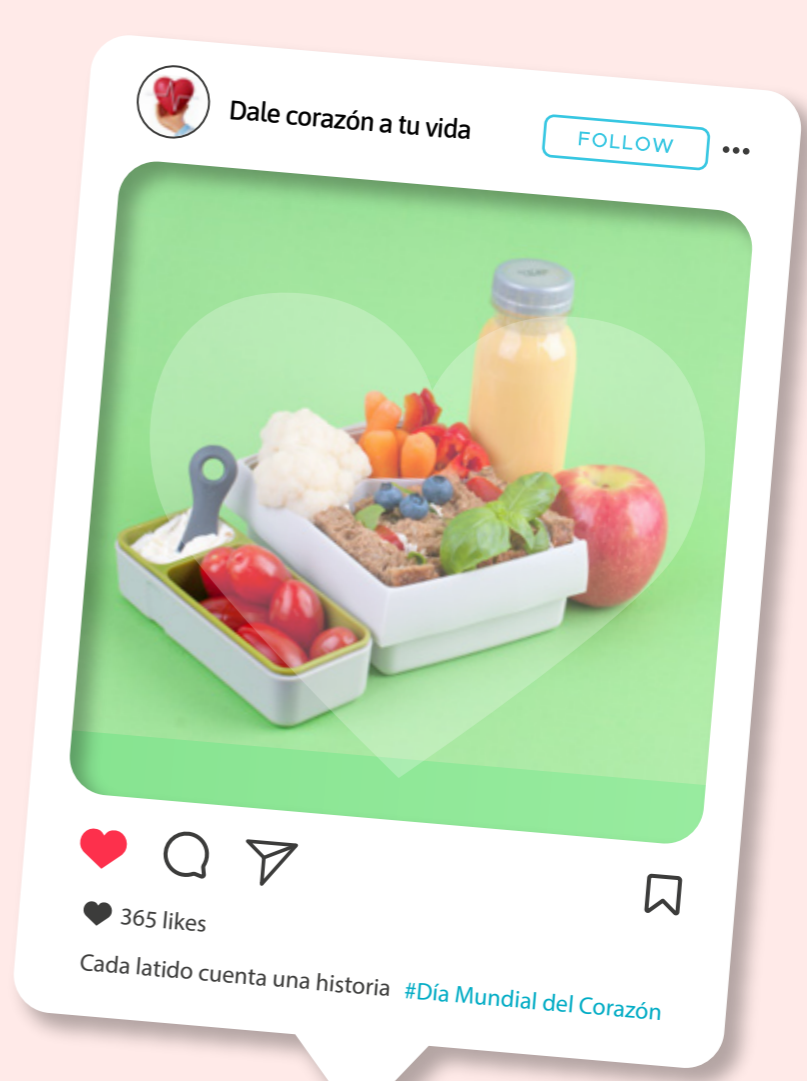 Dale corazón a tu vida
FOLLOW
365 likes
Cada latido cuenta una historia #Día Mundial del Corazón